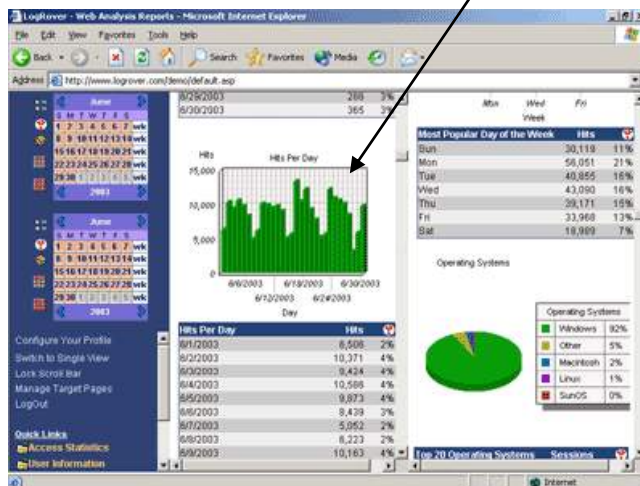 LogRover - Web Analysis Reports - Microsoft Internet Explorer
File Edit View Favorites Tools Help
Back Search Favorites Media
Address http://www.logrover.com/demo/default.asp
June
S M T W T F S
1 2 3 4 5 6 7 wk
8 9 10 11 12 13 14 wk
15 16 17 18 19 20 21 wk
22 23 24 25 26 27 28 wk
29 30 1 2 3 4 5 wk
2003
June
S M T W T F S
1 2 3 4 5 6 7 wk
8 9 10 11 12 13 14 wk
15 16 17 18 19 20 21 wk
22 23 24 25 26 27 28 wk
29 30 1 2 3 4 5 wk
2003
Configure Your Profile
Switch to Single View
Lock Scroll Bar
Manage Target Pages
LogOut
Quick Links
Access Statistics
User Information
6/29/2003 288 3%
6/30/2003 365 3%
Hits Hits Per Day
15,000
10,000
5,000
0
6/6/2003 6/18/2003 6/30/2003
6/12/2003 6/24/2003
Day
Hits Per Day Hits
6/1/2003 8,506 2%
6/2/2003 10,371 4%
6/3/2003 9,424 4%
6/4/2003 10,586 4%
6/5/2003 9,873 4%
6/6/2003 8,439 3%
6/7/2003 5,052 2%
6/8/2003 6,223 2%
6/9/2003 10,163 4%
Mon Wed Fri
Week
Most Popular Day of the Week Hits
Sun 30,119 11%
Mon 56,051 21%
Tue 40,855 16%
Wed 43,090 16%
Thu 39,171 15%
Fri 33,968 13%
Sat 18,989 7%
Operating Systems
Operating Systems
Windows 92%
Other 5%
Macintosh 2%
Linux 1%
SunOS 0%
Top 20 Operating Systems Sessions
Internet